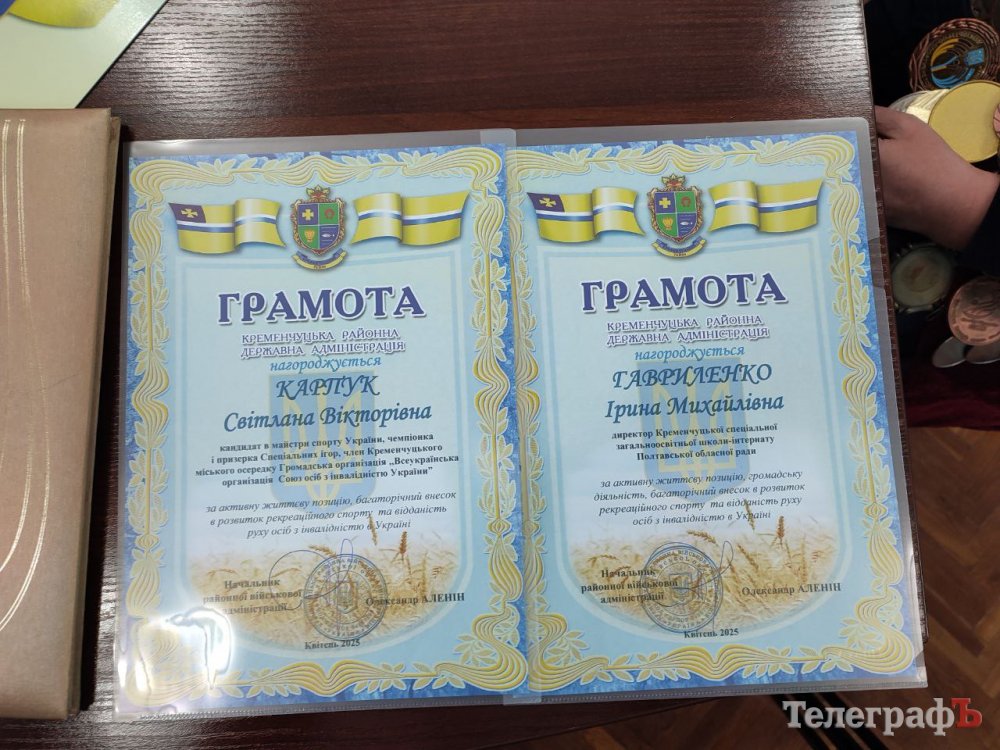 ГРАМОТА
КРЕМЕНЧУЦЬКА РАЙОННА
ДЕРЖАВНА АДМІНІСТРАЦІЯ
нагороджується
КАРПУК
Світлана Вікторівна
кандидат в майстри спорту України, чемпіонка
і призерка Спеціальних ігор, член Кременчуцького
міського осередку Громадська організація „Всеукраїнська
організація Союз осіб з інвалідністю України”
за активну життєву позицію, багаторічний внесок
в розвиток рекреаційного спорту та відданість
руху осіб з інвалідністю в Україні
Начальник
районної військової
адміністрації
Олександр АЛЕНІН
Квітень 2025
ГРАМОТА
КРЕМЕНЧУЦЬКА РАЙОННА
ДЕРЖАВНА АДМІНІСТРАЦІЯ
нагороджується
ГАВРИЛЕНКО
Ірина Михайлівна
директор Кременчуцької спеціальної
загальноосвітньої школи-інтернату
Полтавської обласної ради
за активну життєву позицію, громадську
діяльність, багаторічний внесок в розвиток
рекреаційного спорту та відданість руху
осіб з інвалідністю в Україні
Начальник
районної військової
адміністрації
Олександр АЛЕНІН
Квітень 2025
ТелеграфЪ